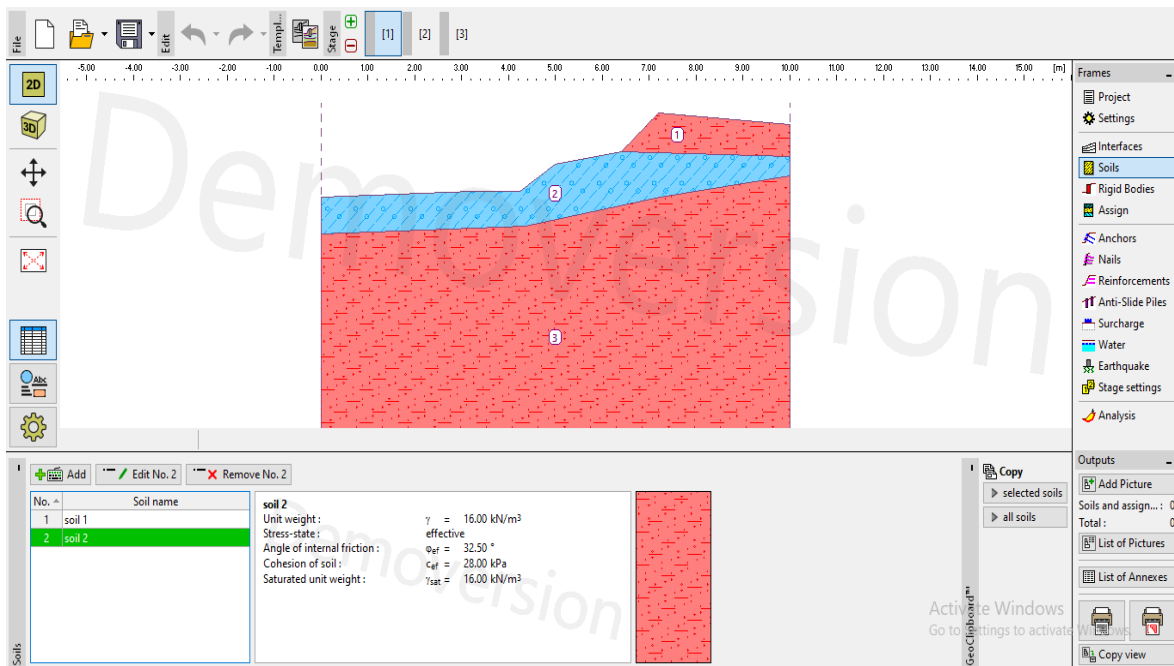 File
Edit
Templ...
Stage
[1]
[2]
[3]
-5.00 -4.00 -3.00 -2.00 -1.00 0.00 1.00 2.00 3.00 4.00 5.00 6.00 7.00 8.00 9.00 10.00 11.00 12.00 13.00 14.00 15.00 [m]
2D
3D
Abc
Demoversion
1
2
3
Frames
Project
Settings
Interfaces
Soils
Rigid Bodies
Assign
Anchors
Nails
Reinforcements
Anti-Slide Piles
Surcharge
Water
Earthquake
Stage settings
Analysis
Add
Edit No. 2
Remove No. 2
No. Soil name
1 soil 1
2 soil 2
soil 2
Unit weight : γ = 16.00 kN/m3
Stress-state : effective
Angle of internal friction : φef = 32.50 °
Cohesion of soil : cef = 28.00 kPa
Saturated unit weight : γsat = 16.00 kN/m3
Demoversion
Soils
GeoClipboard™
Copy
selected soils
all soils
Outputs
Add Picture
Soils and assign... : 0
Total : 0
List of Pictures
List of Annexes
Copy view
Activate Windows
Go to Settings to activate Windows.